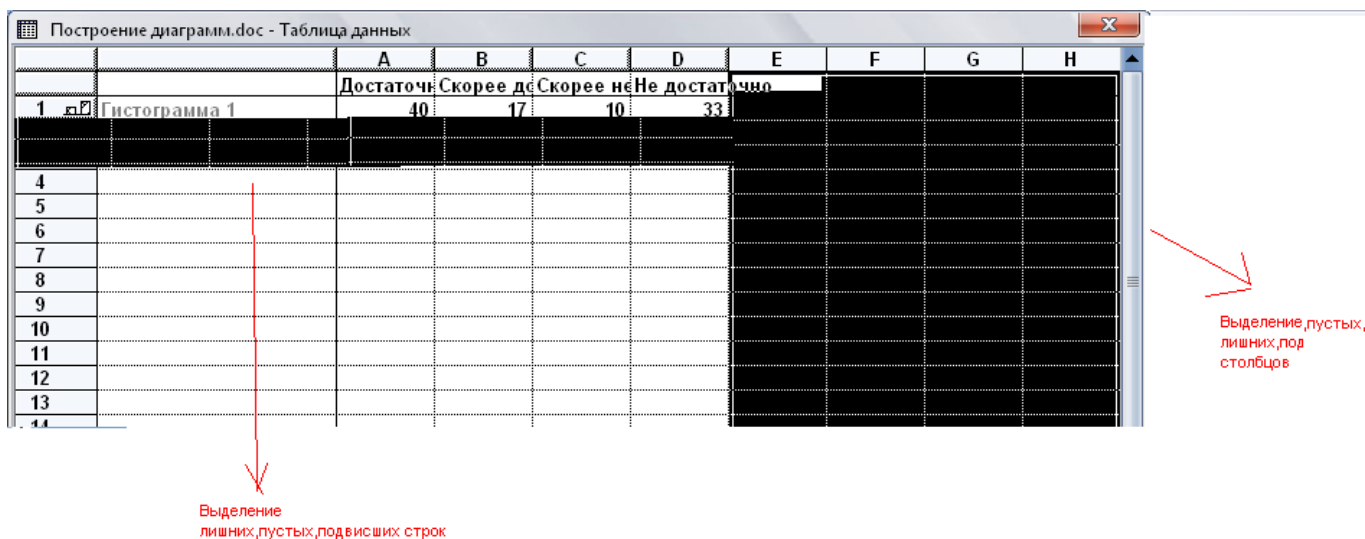 Построение диаграмм.doc - Таблица данных
A B C D E F G H
Достаточн Скорее до Скорее не Не достаточно
1 Гистограмма 1 40 17 10 33
4
5
6
7
8
9
10
11
12
13
14
Выделение,пустых,
лишних,под
столбцов
Выделение
лишних,пустых,подвисших строк